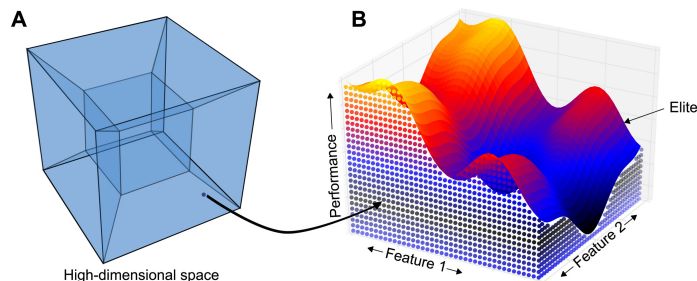 A
B
Elite
Performance
Feature 1
Feature 2
High-dimensional space